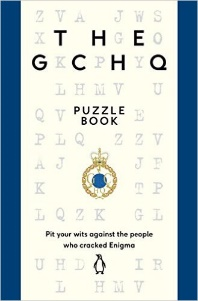 Z V A J W S
THE
GCHQ
L H M V U
PUZZLE
BOOK
Pit your wits against the people
who cracked Enigma
L Q Z K G L
L H M V